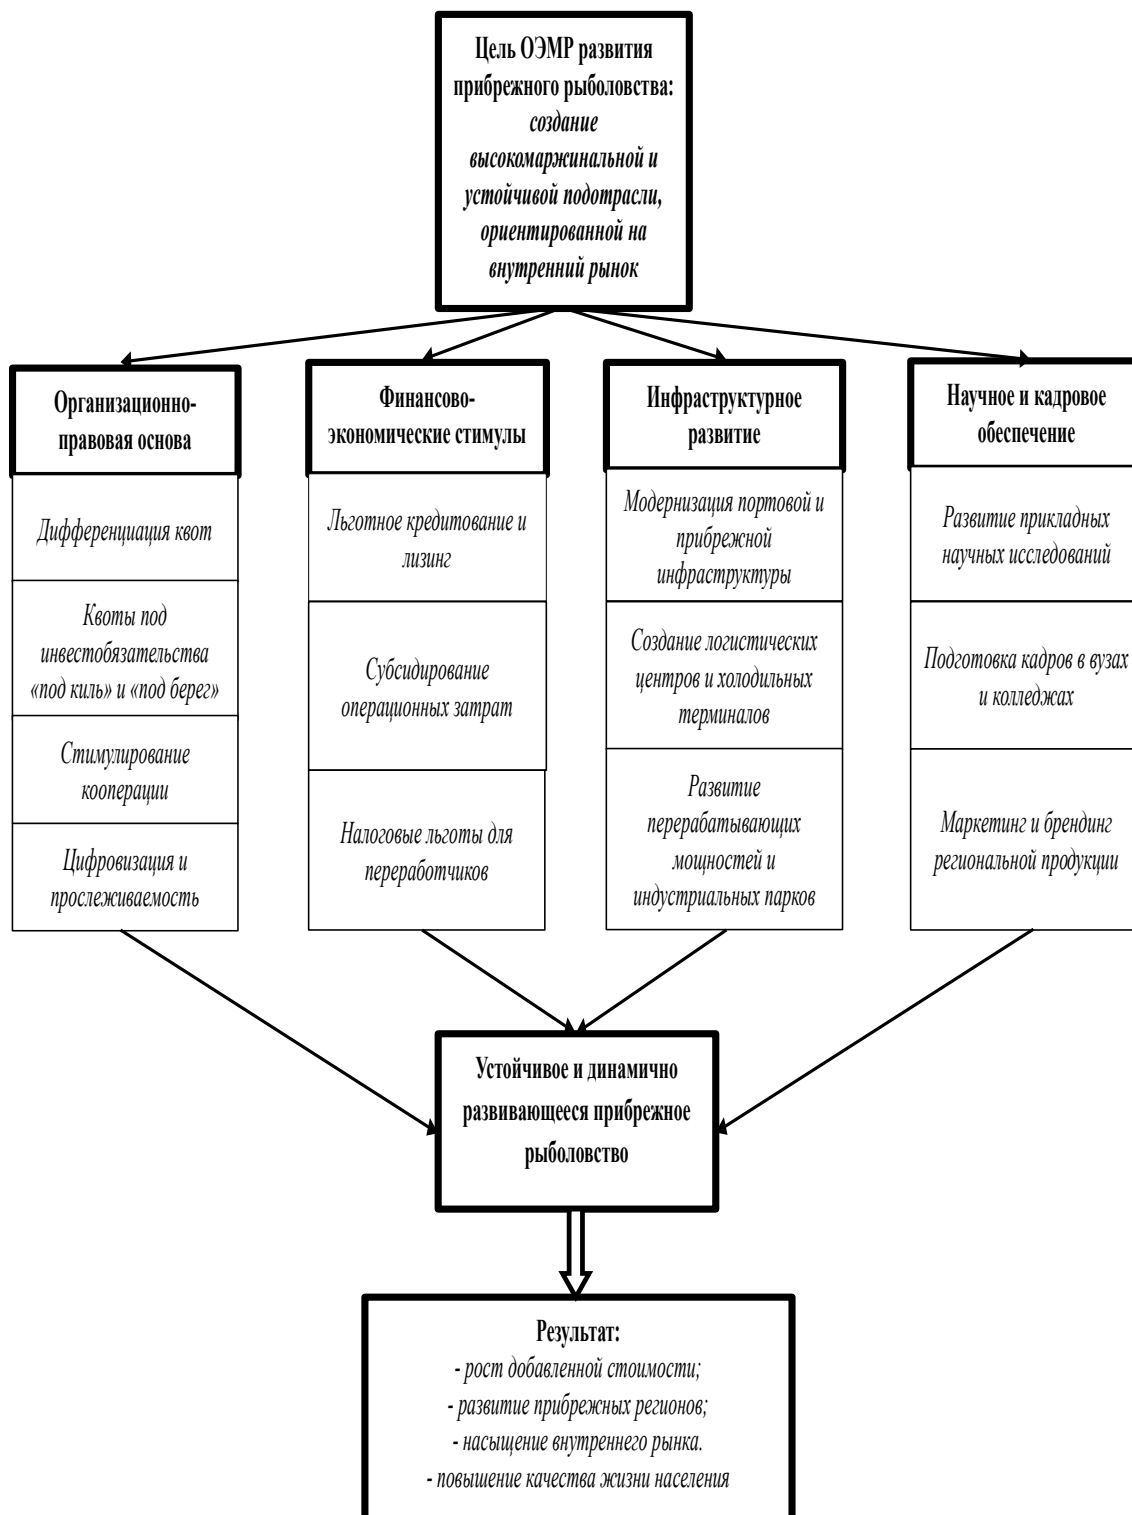 Цель ОЭМР развития
прибрежного рыболовства:
создание
высокомаржинальной и
устойчивой подотрасли,
ориентированной на
внутренний рынок
Организационно-
правовая основа
Дифференциация квот
Квоты под
инвестобязательства
«под киль» и «под берег»
Стимулирование
кооперации
Цифровизация и
прослеживаемость
Финансово-
экономические стимулы
Льготное кредитование и
лизинг
Субсидирование
операционных затрат
Налоговые льготы для
переработчиков
Инфраструктурное
развитие
Модернизация портовой и
прибрежной
инфраструктуры
Создание логистических
центров и холодильных
терминалов
Развитие
перерабатывающих
мощностей и
индустриальных парков
Научное и кадровое
обеспечение
Развитие прикладных
научных исследований
Подготовка кадров в вузах
и колледжах
Маркетинг и брендинг
региональной продукции
Устойчивое и динамично
развивающееся прибрежное
рыболовство
Результат:
- рост добавленной стоимости;
- развитие прибрежных регионов;
- насыщение внутреннего рынка.
- повышение качества жизни населения